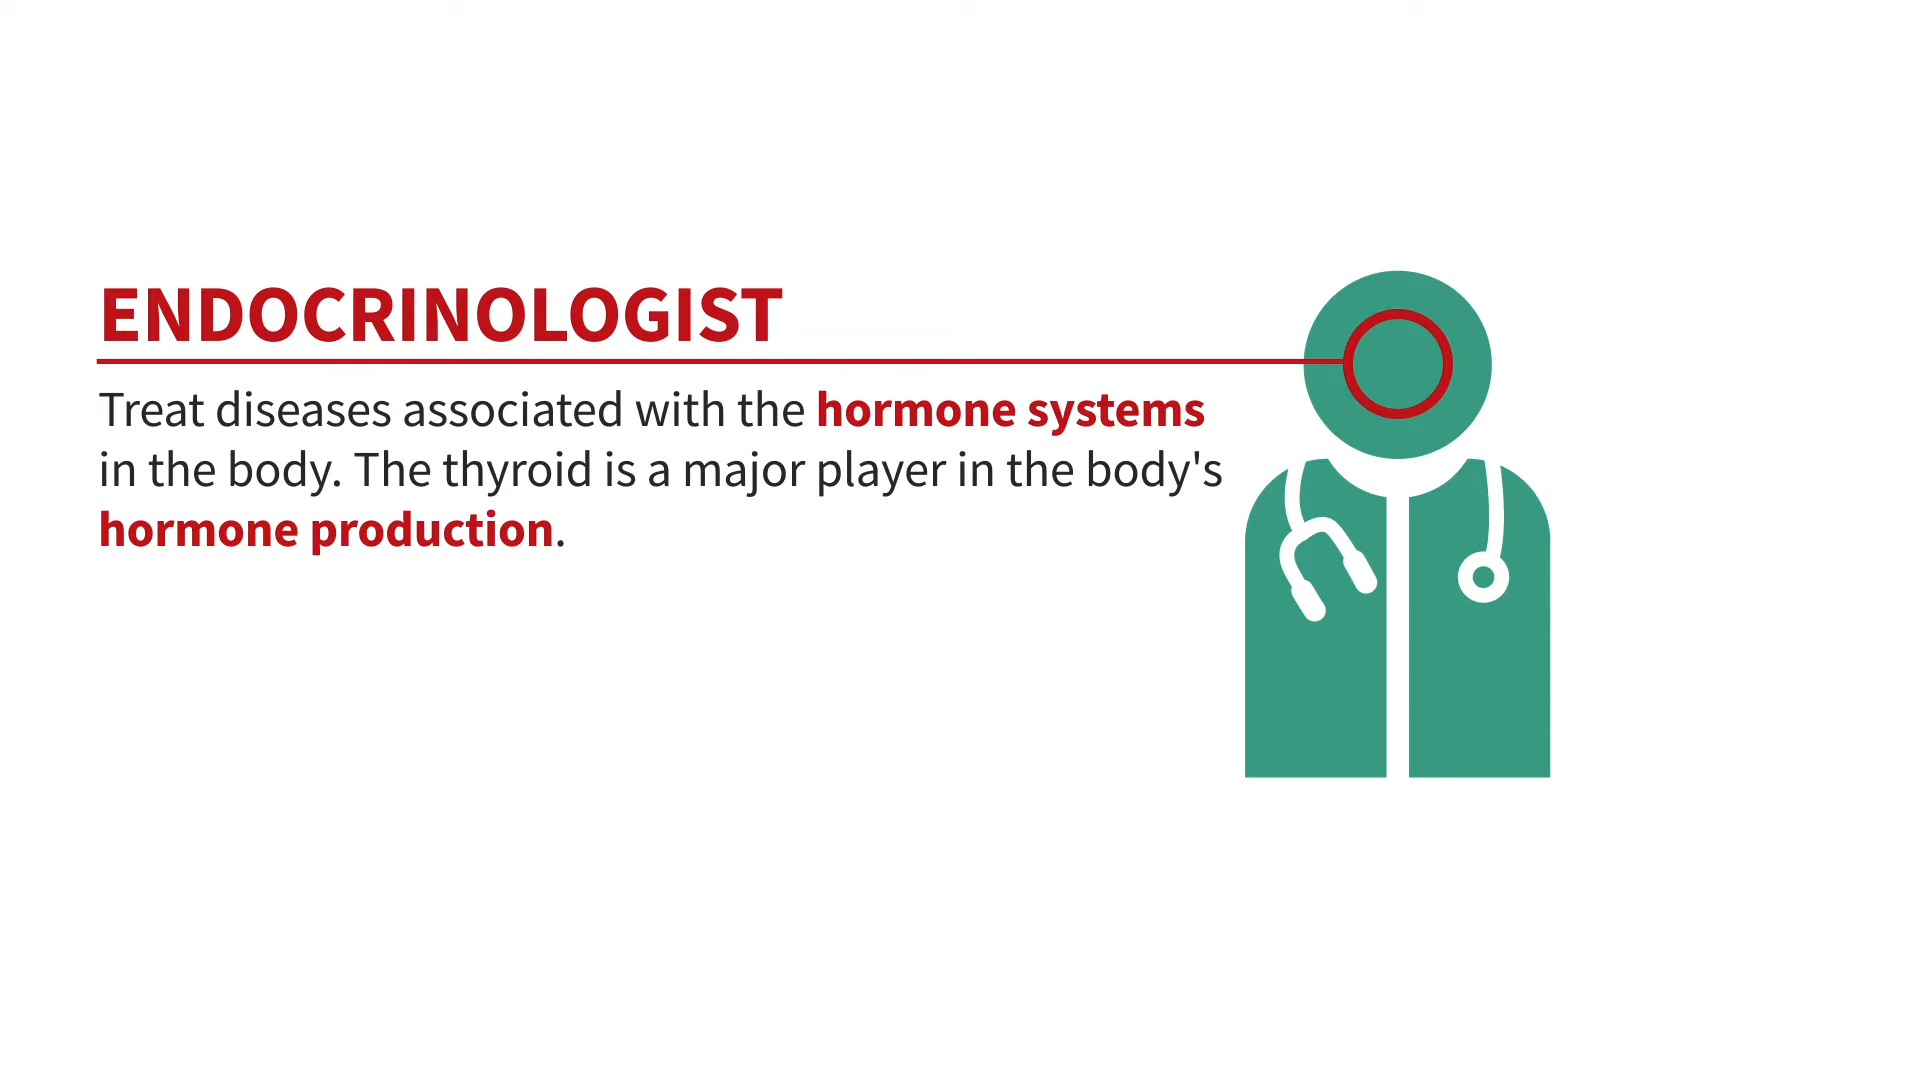 ENDOCRINOLOGIST
Treat diseases associated with the hormone systems
in the body. The thyroid is a major player in the body's
hormone production.